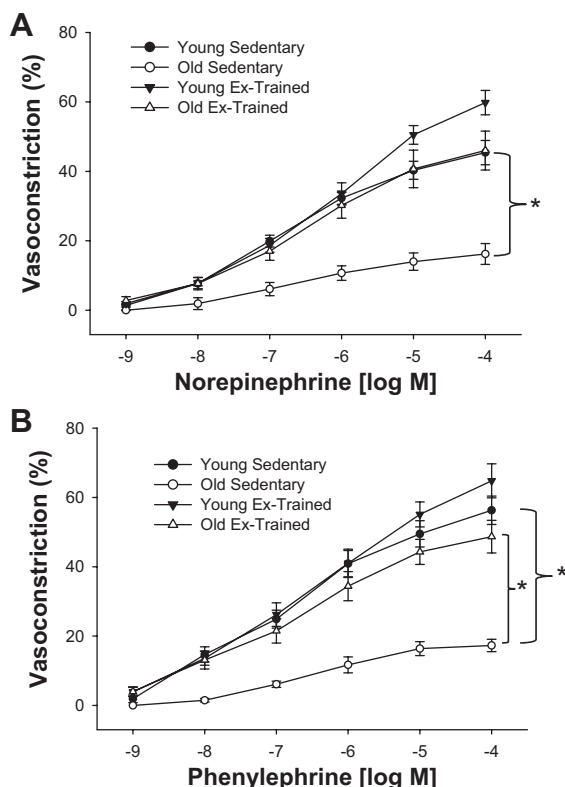 A
80
60
40
20
0
Vasoconstriction (%)
Young Sedentary
Old Sedentary
Young Ex-Trained
Old Ex-Trained
*
-9 -8 -7 -6 -5 -4
Norepinephrine [log M]
B
80
60
40
20
0
Vasoconstriction (%)
Young Sedentary
Old Sedentary
Young Ex-Trained
Old Ex-Trained
* *
-9 -8 -7 -6 -5 -4
Phenylephrine [log M]